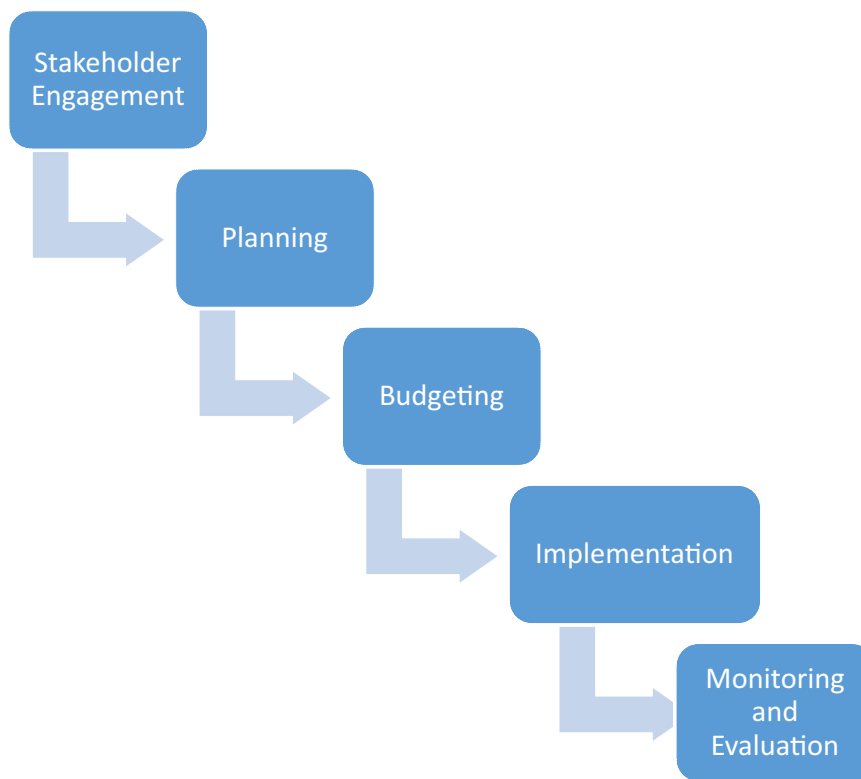 Stakeholder
Engagement
Planning
Budgeting
Implementation
Monitoring
and
Evaluation